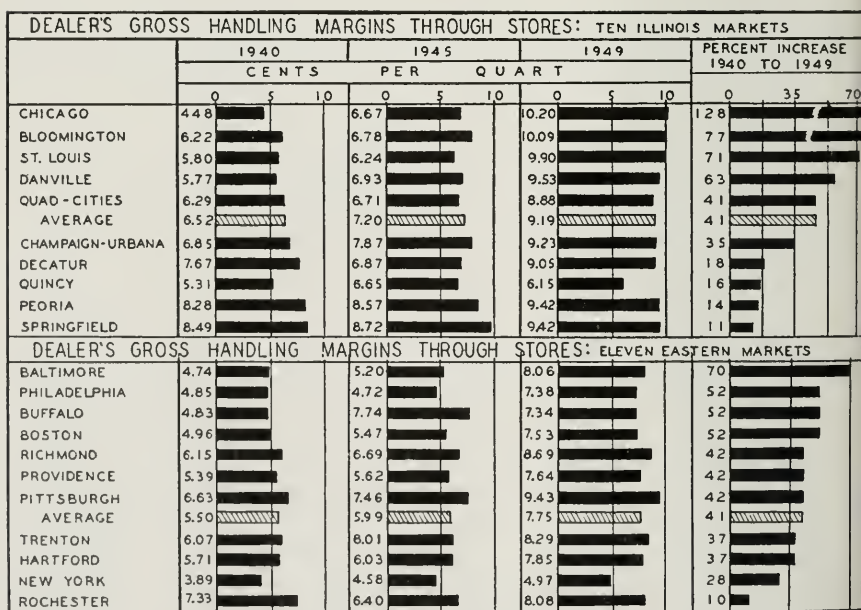 DEALER'S GROSS HANDLING MARGINS THROUGH STORES: TEN ILLINOIS MARKETS
1940 1945 1949 PERCENT INCREASE
1940 TO 1949
CENTS PER QUART
0 5 10 0 5 10 0 5 10 0 35 70
CHICAGO 448 6.67 10.20 128
BLOOMINGTON 6.22 6.78 10.09 77
ST. LOUIS 5.80 6.24 9.90 71
DANVILLE 5.77 6.93 9.53 63
QUAD-CITIES 6.29 6.71 8.88 41
AVERAGE 6.52 7.20 9.19 41
CHAMPAIGN-URBANA 6.85 7.87 9.23 35
DECATUR 7.67 6.87 9.05 18
QUINCY 5.31 6.65 6.15 16
PEORIA 8.28 8.57 9.42 14
SPRINGFIELD 8.49 8.72 9.42 11
DEALER'S GROSS HANDLING MARGINS THROUGH STORES: ELEVEN EASTERN MARKETS
BALTIMORE 4.74 5.20 8.06 70
PHILADELPHIA 4.85 4.72 7.38 52
BUFFALO 4.83 7.74 7.34 52
BOSTON 4.96 5.47 7.53 52
RICHMOND 6.15 6.69 8.69 42
PROVIDENCE 5.39 5.62 7.64 42
PITTSBURGH 6.63 7.46 9.43 42
AVERAGE 5.50 5.99 7.75 41
TRENTON 6.07 6.01 8.29 37
HARTFORD 5.71 6.03 7.85 37
NEW YORK 3.89 4.58 4.97 28
ROCHESTER 7.33 6.40 8.08 10